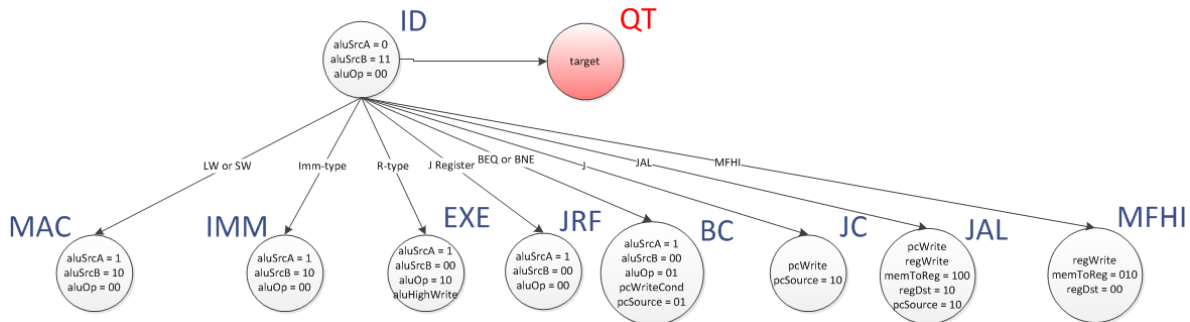 ID
QT
aluSrcA = 0
aluSrcB = 11
aluOp = 00
target
LW or SW
Imm-type
R-type
J Register
BEQ or BNE
J
JAL
MFHI
MAC
IMM
EXE
JRF
BC
JC
JAL
MFHI
aluSrcA = 1
aluSrcB = 10
aluOp = 00
aluSrcA = 1
aluSrcB = 10
aluOp = 00
aluSrcA = 1
aluSrcB = 00
aluOp = 10
aluHighWrite
aluSrcA = 1
aluSrcB = 00
aluOp = 00
aluSrcA = 1
aluSrcB = 00
aluOp = 01
pcWriteCond
pcSource = 01
pcWrite
pcSource = 10
pcWrite
regWrite
memToReg = 100
regDst = 10
pcSource = 10
regWrite
memToReg = 010
regDst = 00